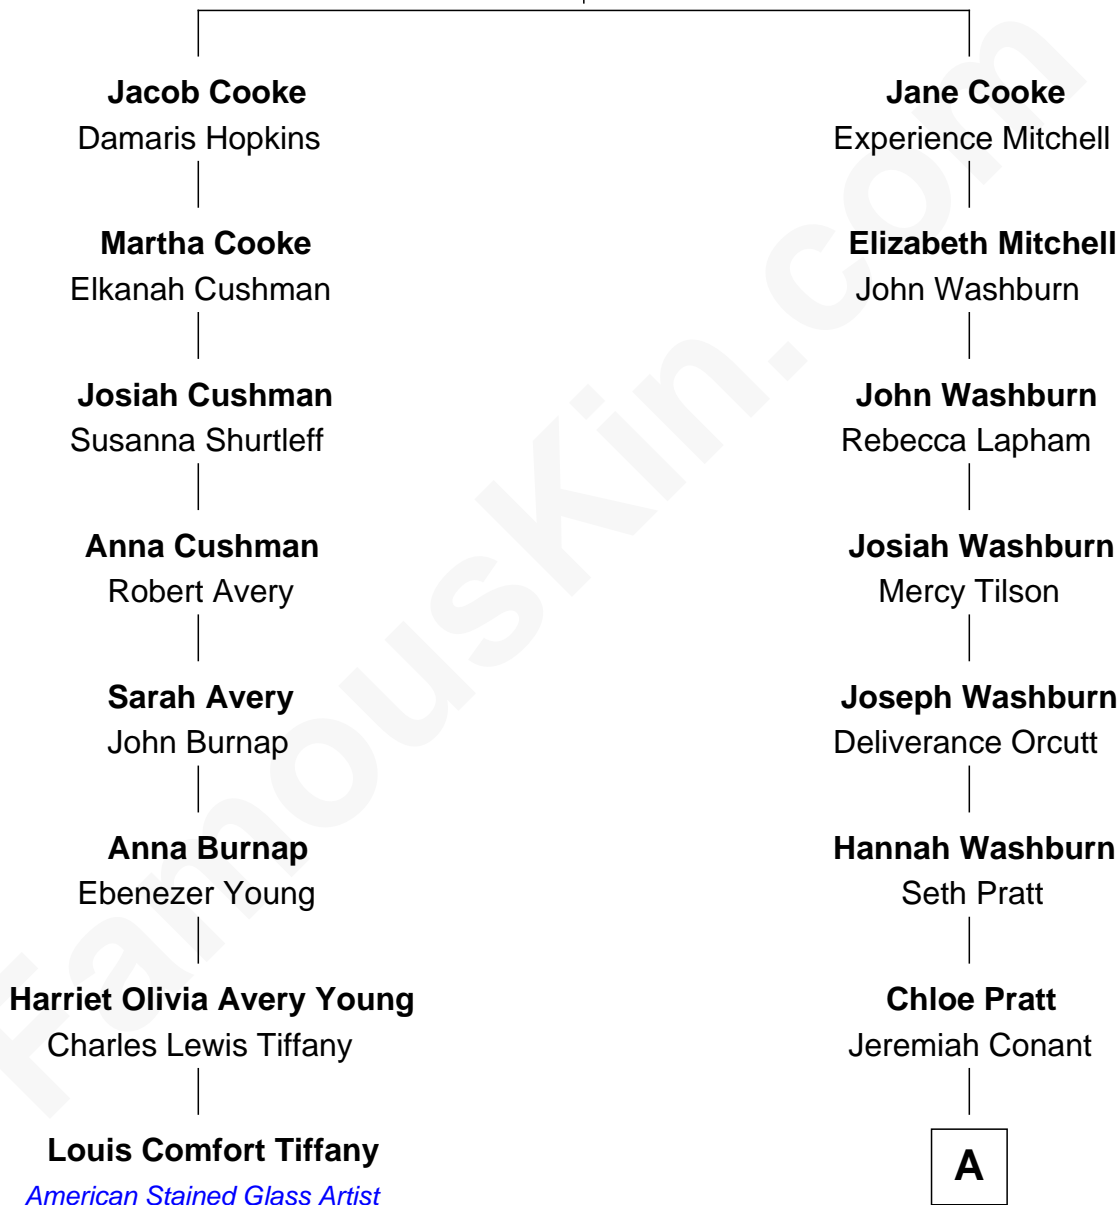 Jacob Cooke
Damaris Hopkins
Martha Cooke
Elkanah Cushman
Josiah Cushman
Susanna Shurtleff
Anna Cushman
Robert Avery
Sarah Avery
John Burnap
Anna Burnap
Ebenezer Young
Harriet Olivia Avery Young
Charles Lewis Tiffany
Louis Comfort Tiffany
American Stained Glass Artist
Jane Cooke
Experience Mitchell
Elizabeth Mitchell
John Washburn
John Washburn
Rebecca Lapham
Josiah Washburn
Mercy Tilson
Joseph Washburn
Deliverance Orcutt
Hannah Washburn
Seth Pratt
Chloe Pratt
Jeremiah Conant
A
FamousKin.com